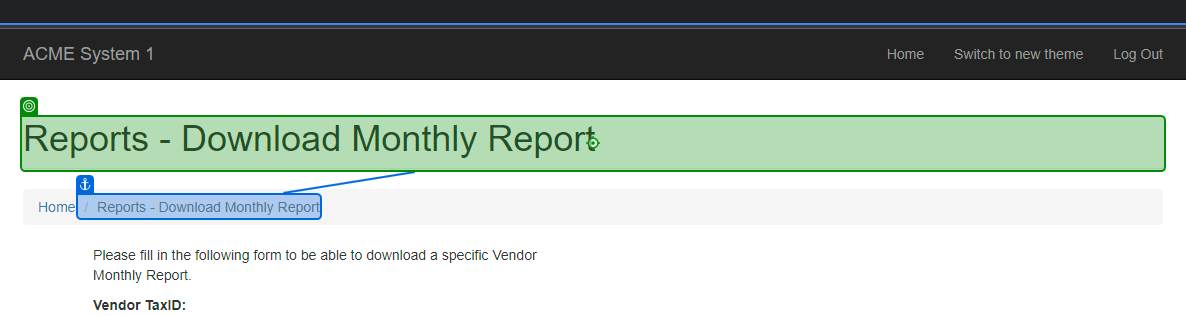 ACME System 1 Home Switch to new theme Log Out
Reports - Download Monthly Report
Home / Reports - Download Monthly Report
Please fill in the following form to be able to download a specific Vendor
Monthly Report.
Vendor TaxID: